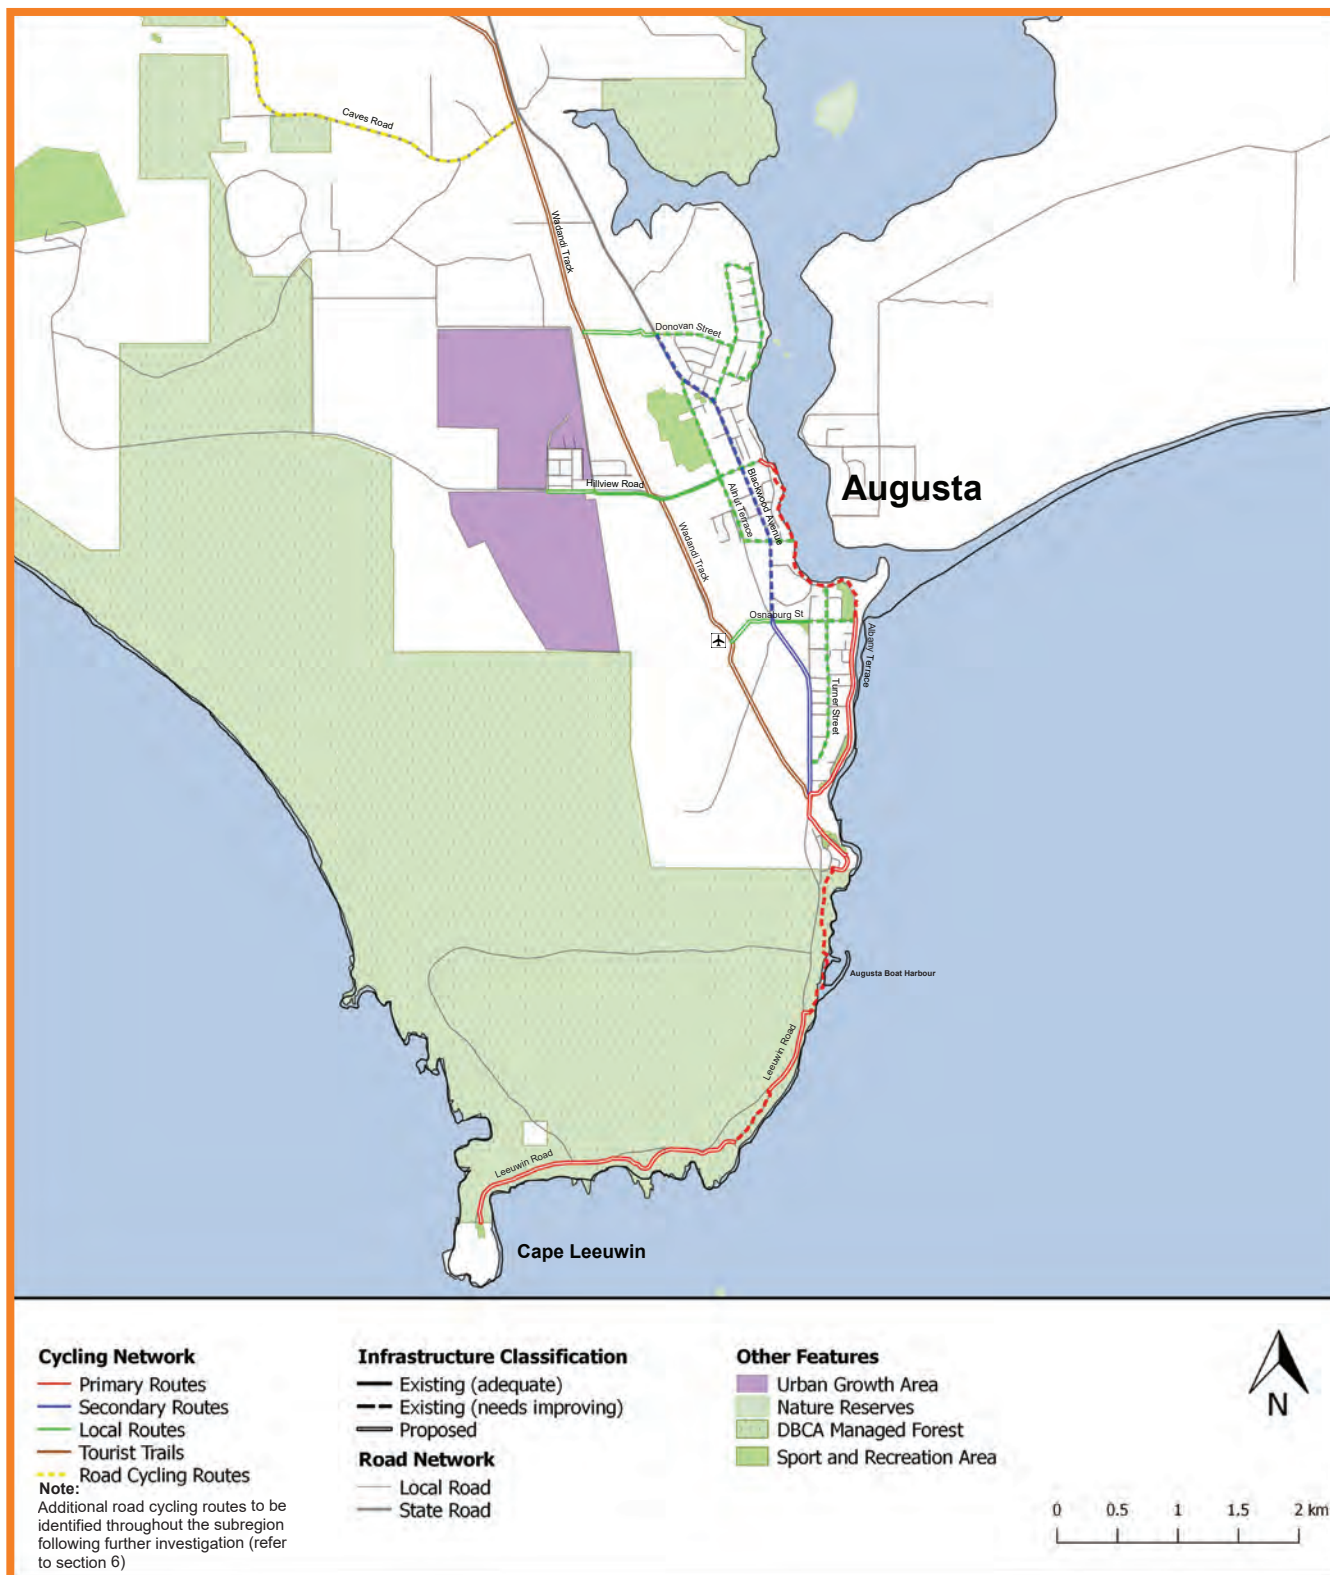 Caves Road
Wadandi Track
Donovan Street
Hillview Road
Allnut Terrace
Blackwood Avenue
Augusta
Wadandi Track
Osnaburg St
Albany Terrace
Turner Street
Augusta Boat Harbour
Leeuwin Road
Leeuwin Road
Cape Leeuwin
Cycling Network
Primary Routes
Secondary Routes
Local Routes
Tourist Trails
Road Cycling Routes
Note:
Additional road cycling routes to be
identified throughout the subregion
following further investigation (refer
to section 6)
Infrastructure Classification
Existing (adequate)
Existing (needs improving)
Proposed
Road Network
Local Road
State Road
Other Features
Urban Growth Area
Nature Reserves
DBCA Managed Forest
Sport and Recreation Area
N
0 0.5 1 1.5 2 km